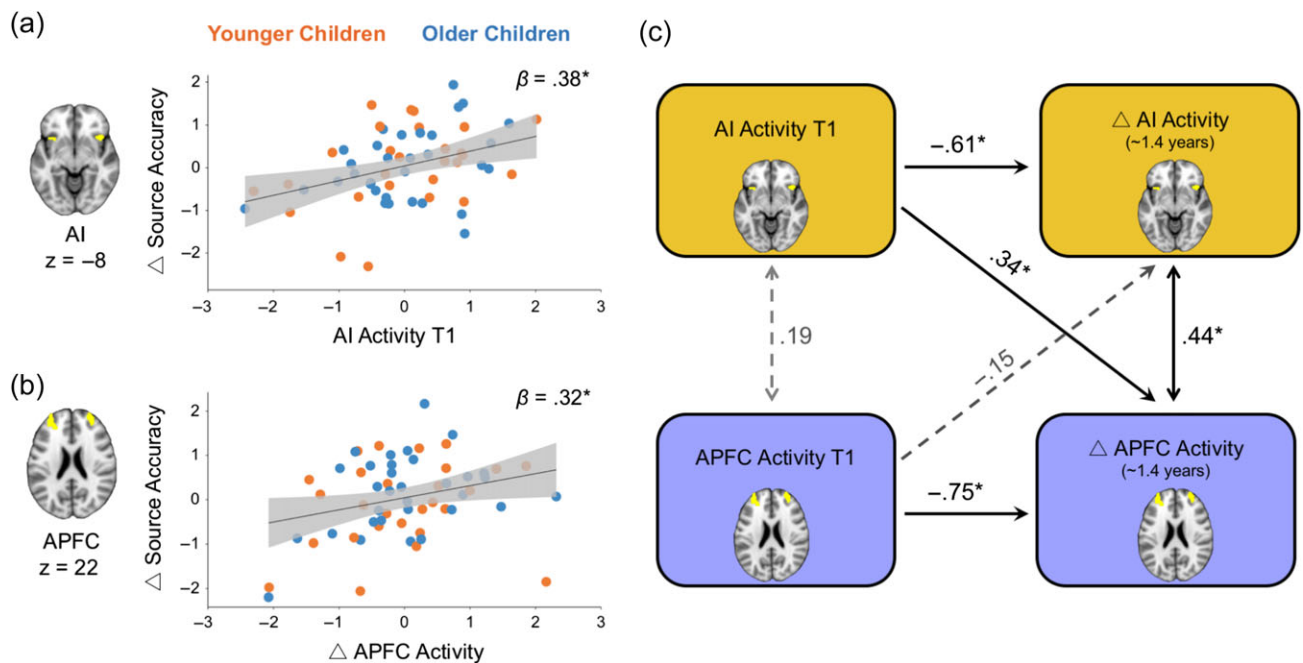 (a)
Younger Children Older Children
β = .38*
AI
z = –8
△ Source Accuracy
2
1
0
–1
–2
–3 –2 –1 0 1 2 3
AI Activity T1
(b)
β = .32*
APFC
z = 22
△ Source Accuracy
2
1
0
–1
–2
–3 –2 –1 0 1 2 3
△ APFC Activity
(c)
AI Activity T1
–.61*
△ AI Activity
(~1.4 years)
.34*
.19
–.15
.44*
APFC Activity T1
–.75*
△ APFC Activity
(~1.4 years)